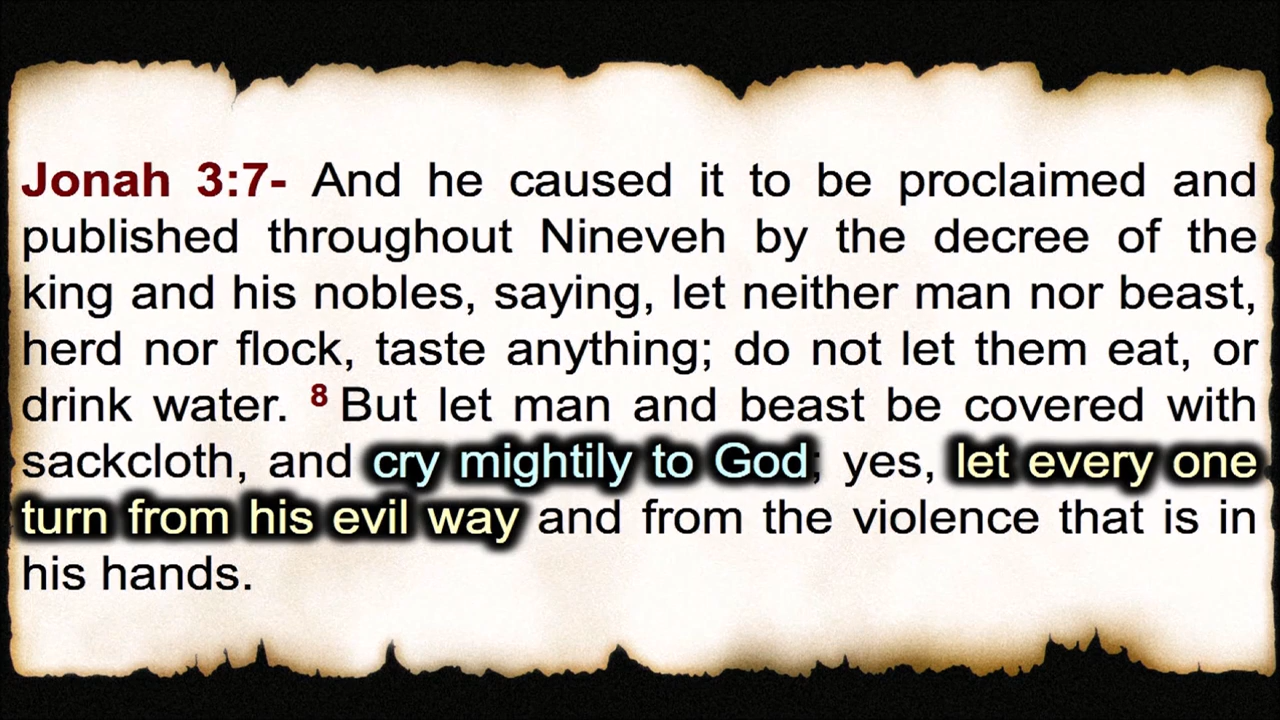 Jonah 3:7- And he caused it to be proclaimed and
published throughout Nineveh by the decree of the
king and his nobles, saying, let neither man nor beast,
herd nor flock, taste anything; do not let them eat, or
drink water. 8 But let man and beast be covered with
sackcloth, and cry mightily to God; yes, let every one
turn from his evil way and from the violence that is in
his hands.